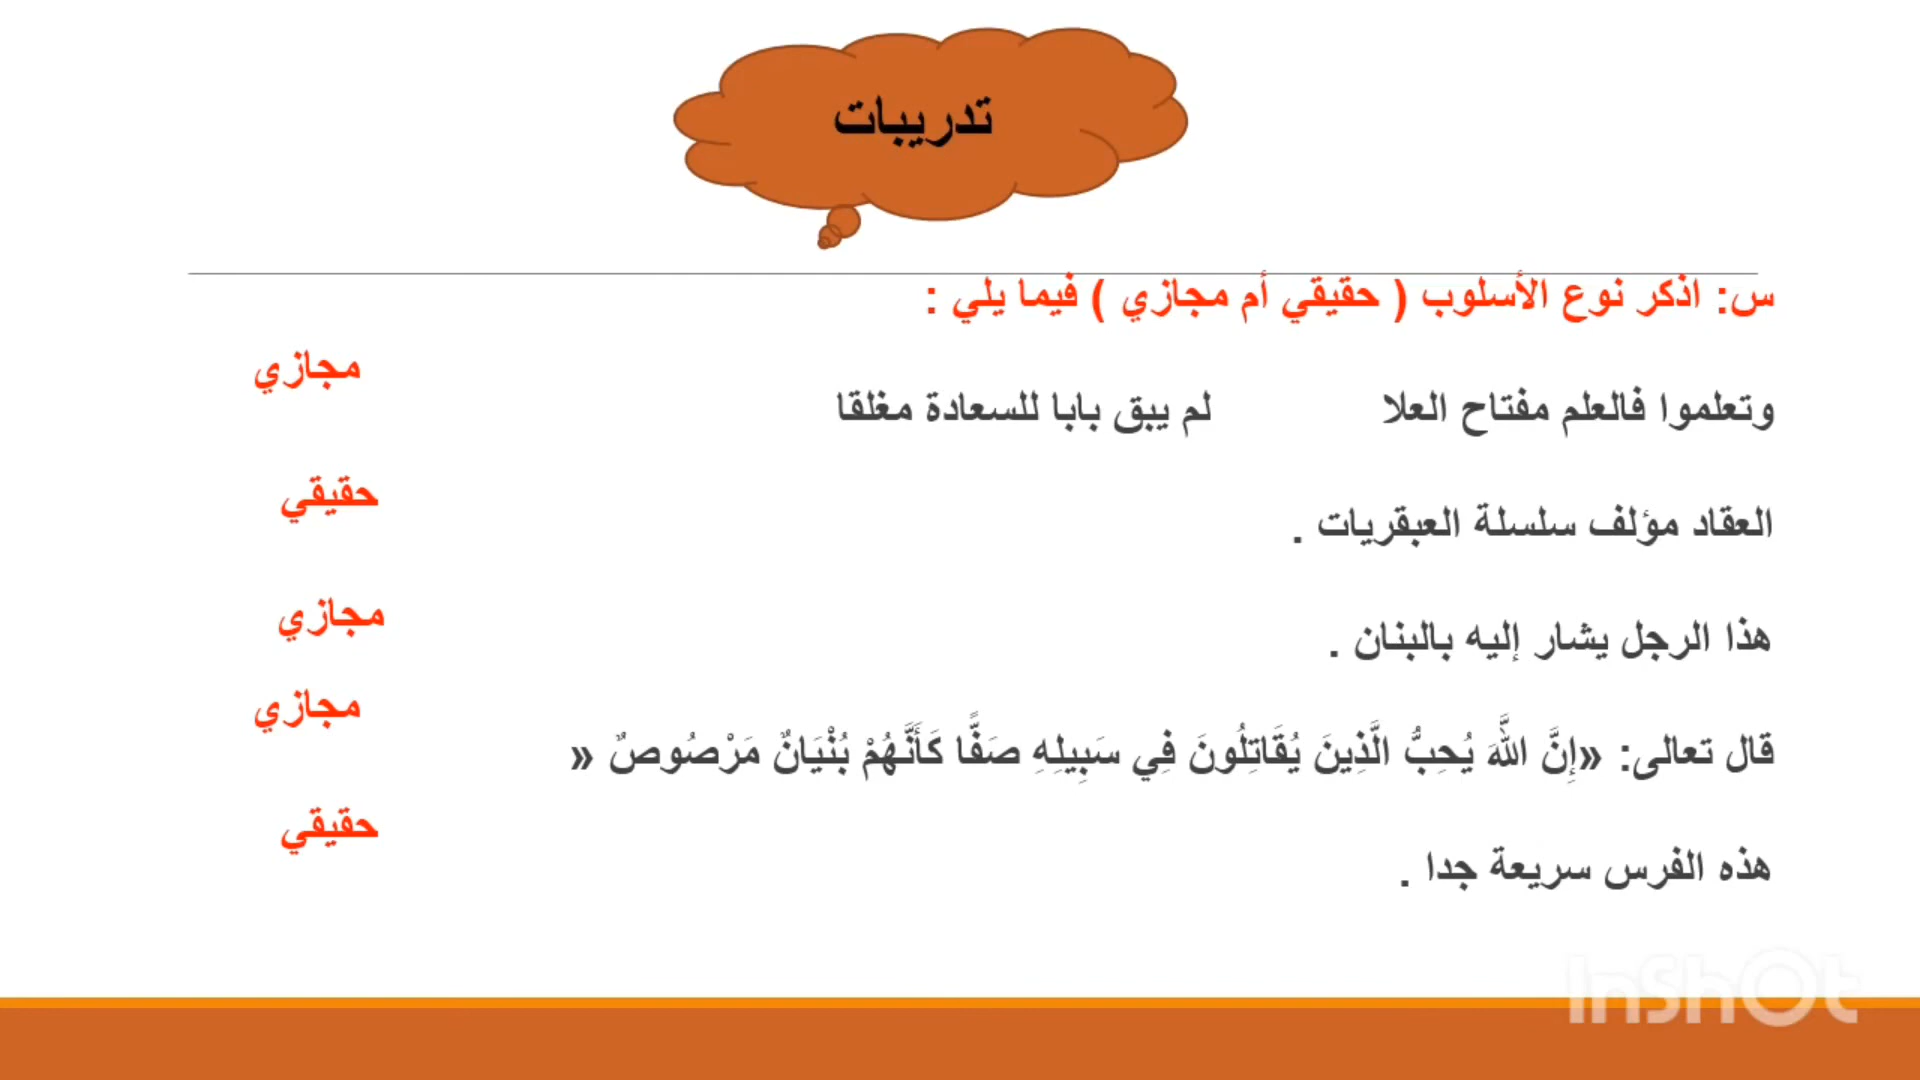 تدريبات
س: اذكر نوع الأسلوب ( حقيقي أم مجازي ) فيما يلي :
مجازي
وتعلموا فالعلم مفتاح العلا لم يبق بابا للسعادة مغلقا
حقيقي
العقاد مؤلف سلسلة العبقريات .
مجازي
هذا الرجل يشار إليه بالبنان .
مجازي
قال تعالى: «إِنَّ اللَّهَ يُحِبُّ الَّذِينَ يُقَاتِلُونَ فِي سَبِيلِهِ صَفًّا كَأَنَّهُمْ بُنْيَانٌ مَرْصُوصٌ «
حقيقي
هذه الفرس سريعة جدا .
InShOt